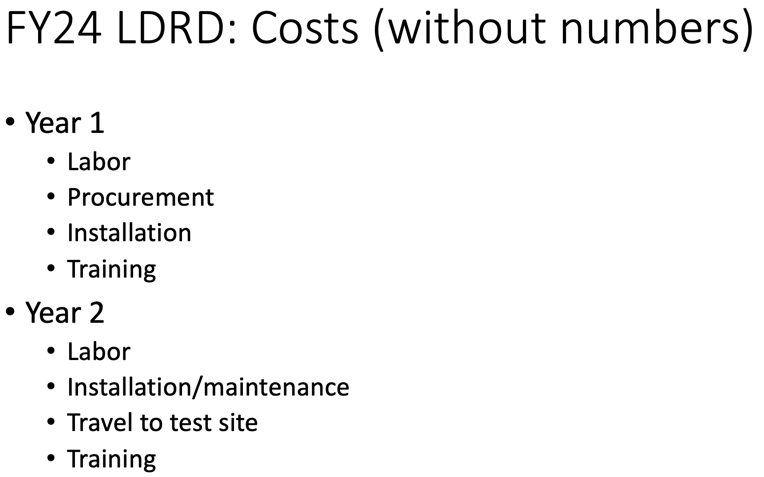 FY24 LDRD: Costs (without numbers)
• Year 1
• Labor
• Procurement
• Installation
• Training
• Year 2
• Labor
• Installation/maintenance
• Travel to test site
• Training